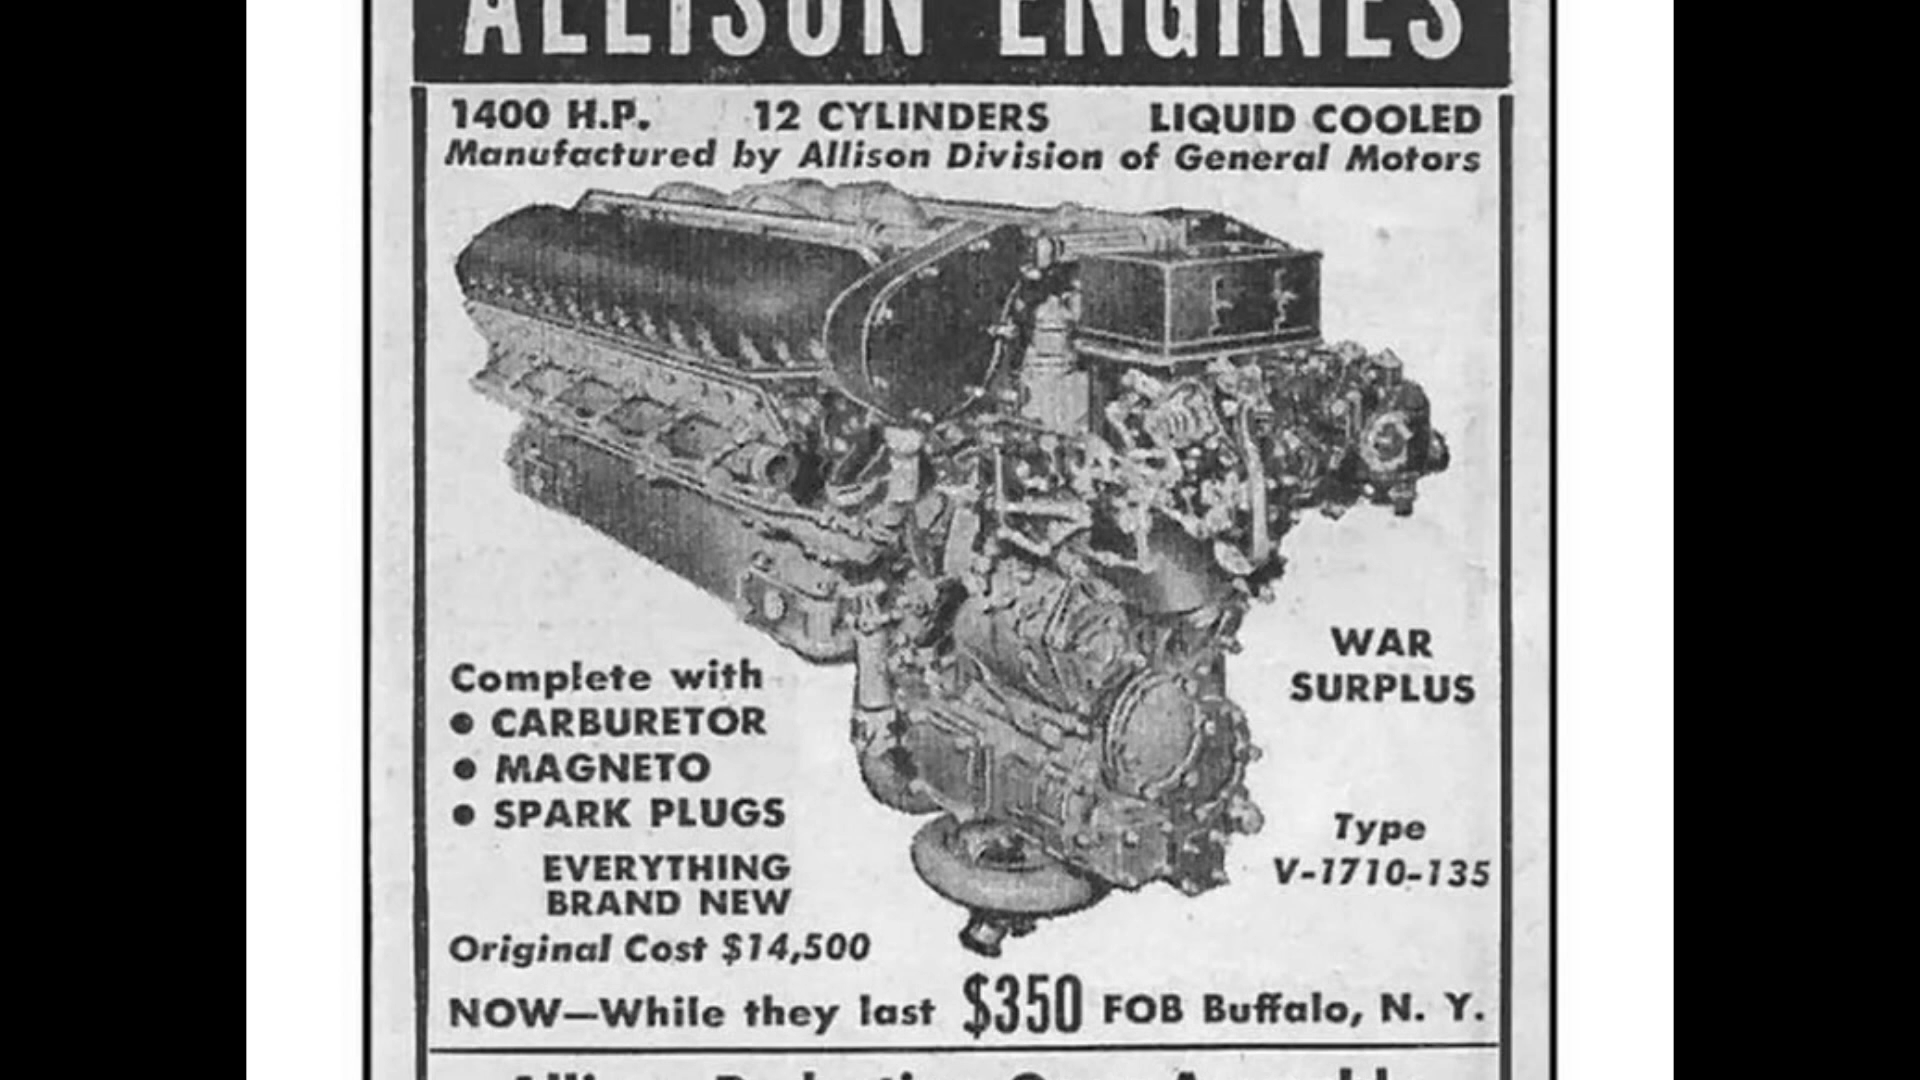 ALLISON ENGINES
1400 H.P. 12 CYLINDERS LIQUID COOLED
Manufactured by Allison Division of General Motors
WAR
SURPLUS
Complete with
• CARBURETOR
• MAGNETO
• SPARK PLUGS
Type
V-1710-135
EVERYTHING
BRAND NEW
Original Cost $14,500
NOW—While they last $350 FOB Buffalo, N. Y.